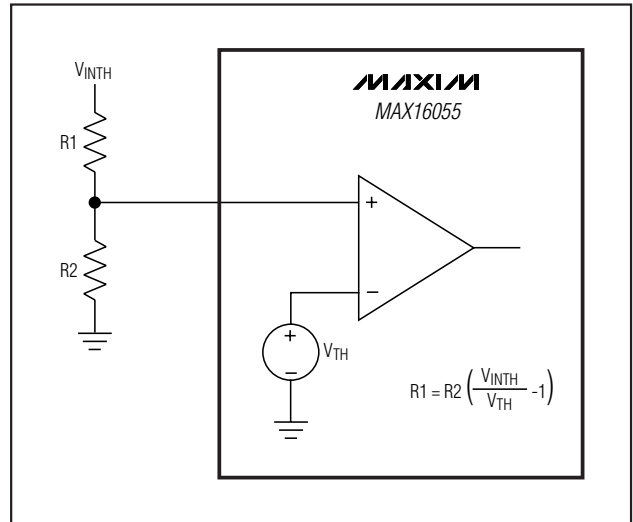 VINTH
MAXIM
MAX16055
R1
+
R2
−
+
VTH
−
R1 = R2 ( VINTH / VTH -1 )